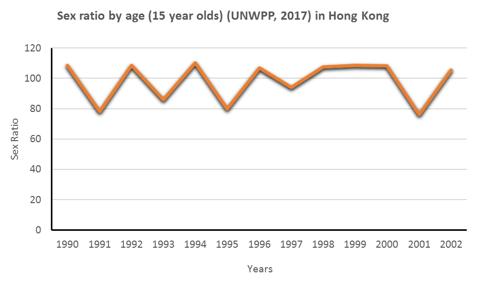 Sex ratio by age (15 year olds) (UNWPP, 2017) in Hong Kong
120
100
80
60
40
20
0
Sex Ratio
1990 1991 1992 1993 1994 1995 1996 1997 1998 1999 2000 2001 2002
Years